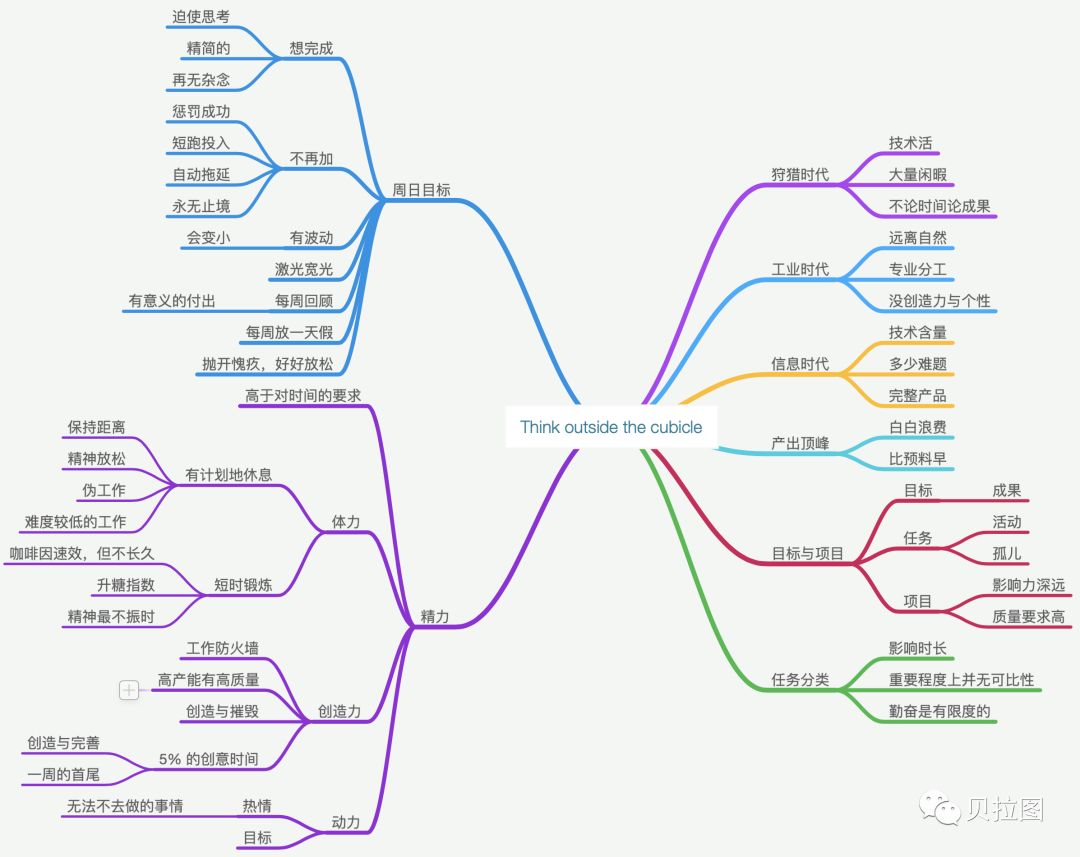 Think outside the cubicle
狩猎时代
技术活
大量闲暇
不论时间论成果
工业时代
远离自然
专业分工
没创造力与个性
信息时代
技术含量
多少难题
完整产品
产出顶峰
白白浪费
比预料早
目标与项目
目标
成果
任务
活动
孤儿
项目
影响力深远
质量要求高
任务分类
影响时长
重要程度上并无可比性
勤奋是有限度的
周日目标
想完成
迫使思考
精简的
再无杂念
不再加
惩罚成功
短跑投入
自动拖延
永无止境
有波动
会变小
激光宽光
每周回顾
有意义的付出
每周放一天假
抛开愧疚，好好放松
精力
高于对时间的要求
体力
有计划地休息
保持距离
精神放松
伪工作
难度较低的工作
短时锻炼
咖啡因速效，但不长久
升糖指数
精神最不振时
创造力
工作防火墙
高产能有高质量
创造与摧毁
5% 的创意时间
创造与完善
一周的首尾
动力
热情
无法不去做的事情
目标
贝拉图